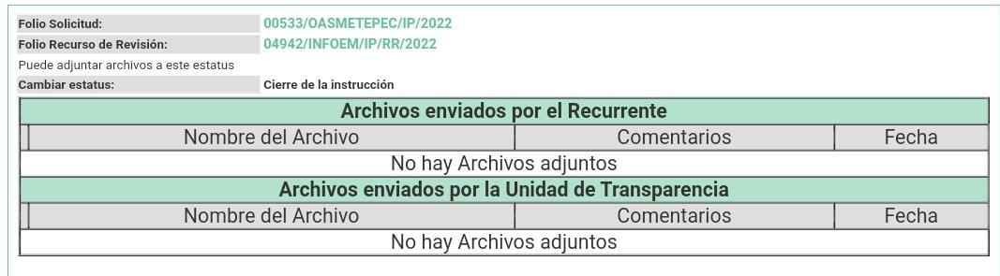 Folio Solicitud: 00533/OASMETEPEC/IP/2022
Folio Recurso de Revisión: 04942/INFOEM/IP/RR/2022
Puede adjuntar archivos a este estatus
Cambiar estatus: Cierre de la instrucción
Archivos enviados por el Recurrente
Nombre del Archivo Comentarios Fecha
No hay Archivos adjuntos
Archivos enviados por la Unidad de Transparencia
Nombre del Archivo Comentarios Fecha
No hay Archivos adjuntos